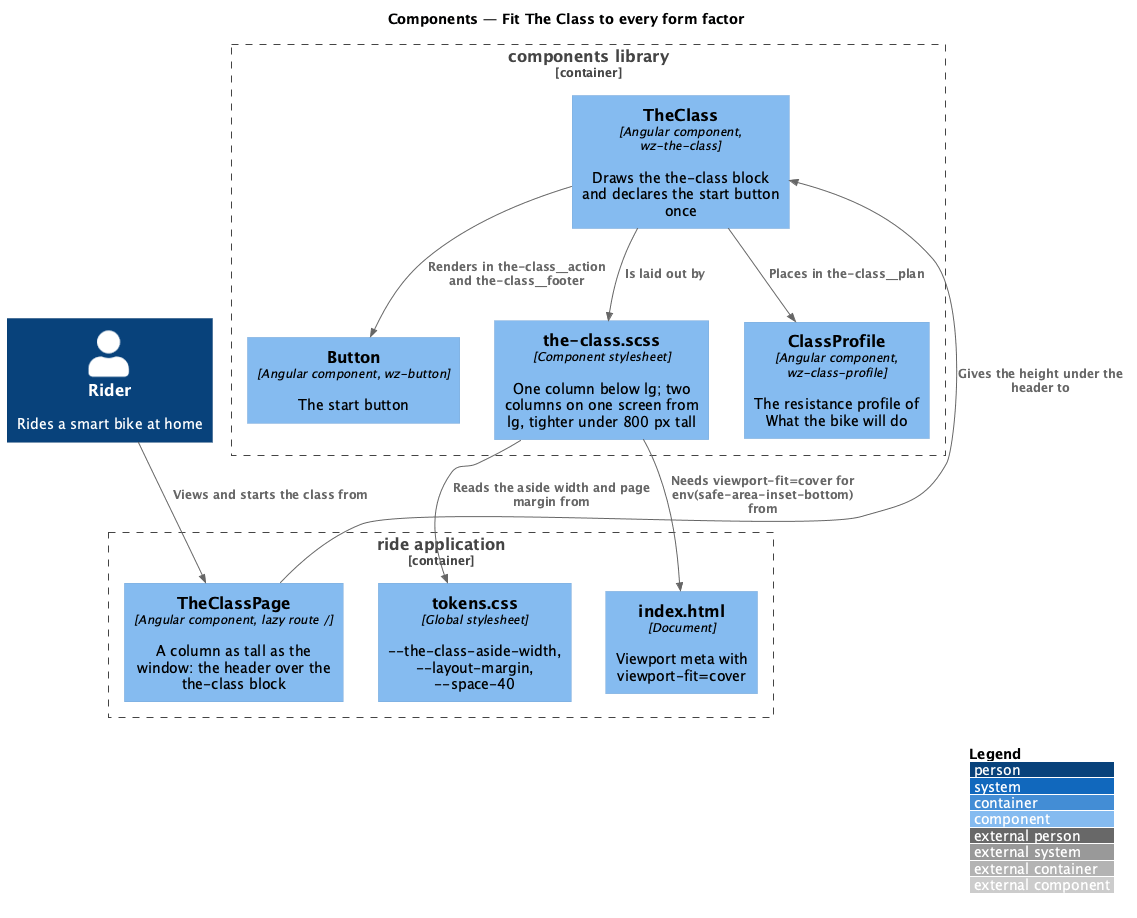 Components — Fit The Class to every form factor
components library
[container]
TheClass
[Angular component,
wz-the-class]
Draws the the-class block
and declares the start button
once
Renders in the-class__action
and the-class__footer
Is laid out by
Places in the-class__plan
Button
[Angular component, wz-button]
The start button
the-class.scss
[Component stylesheet]
One column below lg; two
columns on one screen from
lg, tighter under 800 px tall
ClassProfile
[Angular component,
wz-class-profile]
The resistance profile of
What the bike will do
Gives the height under the
header to
Rider
Rides a smart bike at home
Views and starts the class from
Reads the aside width and page
margin from
Needs viewport-fit=cover for
env(safe-area-inset-bottom)
from
ride application
[container]
TheClassPage
[Angular component, lazy route /]
A column as tall as the
window: the header over the
the-class block
tokens.css
[Global stylesheet]
--the-class-aside-width,
--layout-margin,
--space-40
index.html
[Document]
Viewport meta with
viewport-fit=cover
Legend
person
system
container
component
external person
external system
external container
external component